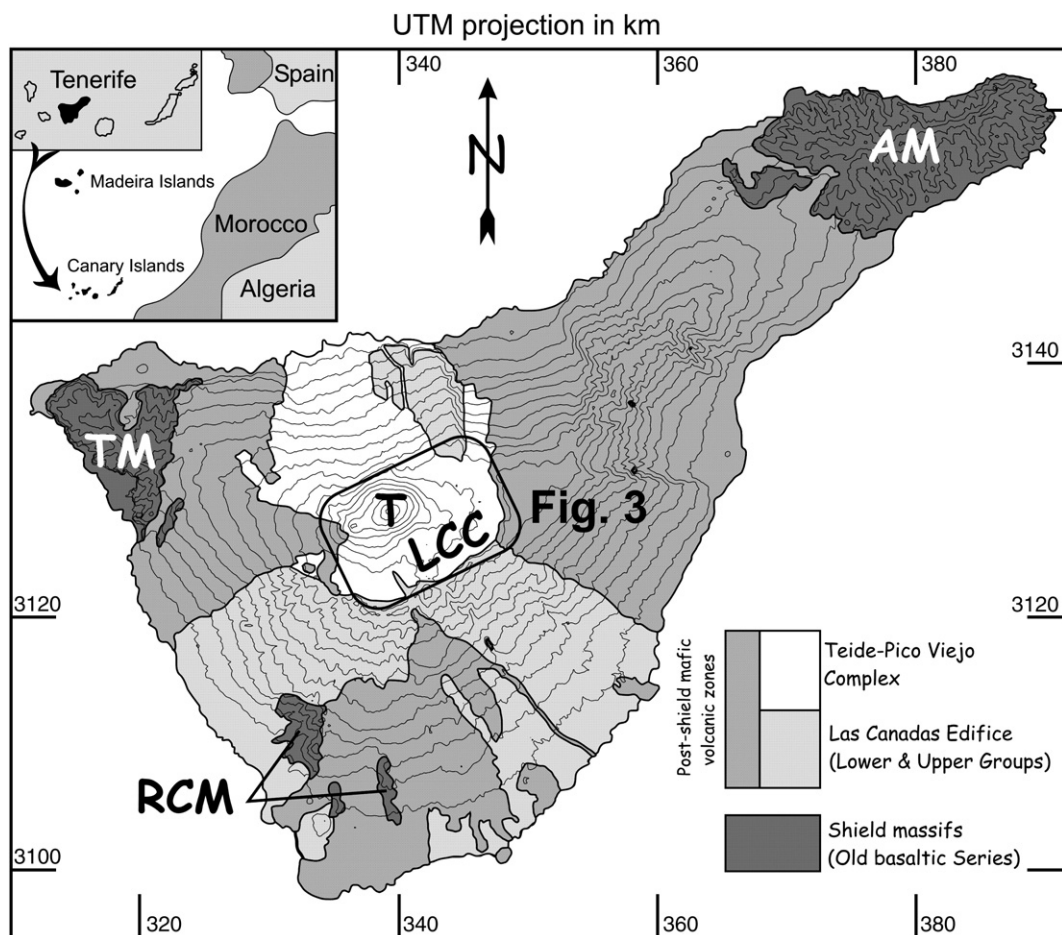 UTM projection in km
340
360
380
Tenerife
Spain
Madeira Islands
Morocco
Canary Islands
Algeria
N
AM
3140
TM
T
LCC
Fig. 3
3120
3120
RCM
Post-shield mafic
volcanic zones
Teide-Pico Viejo
Complex
Las Canadas Edifice
(Lower & Upper Groups)
Shield massifs
(Old basaltic Series)
3100
320
340
360
380